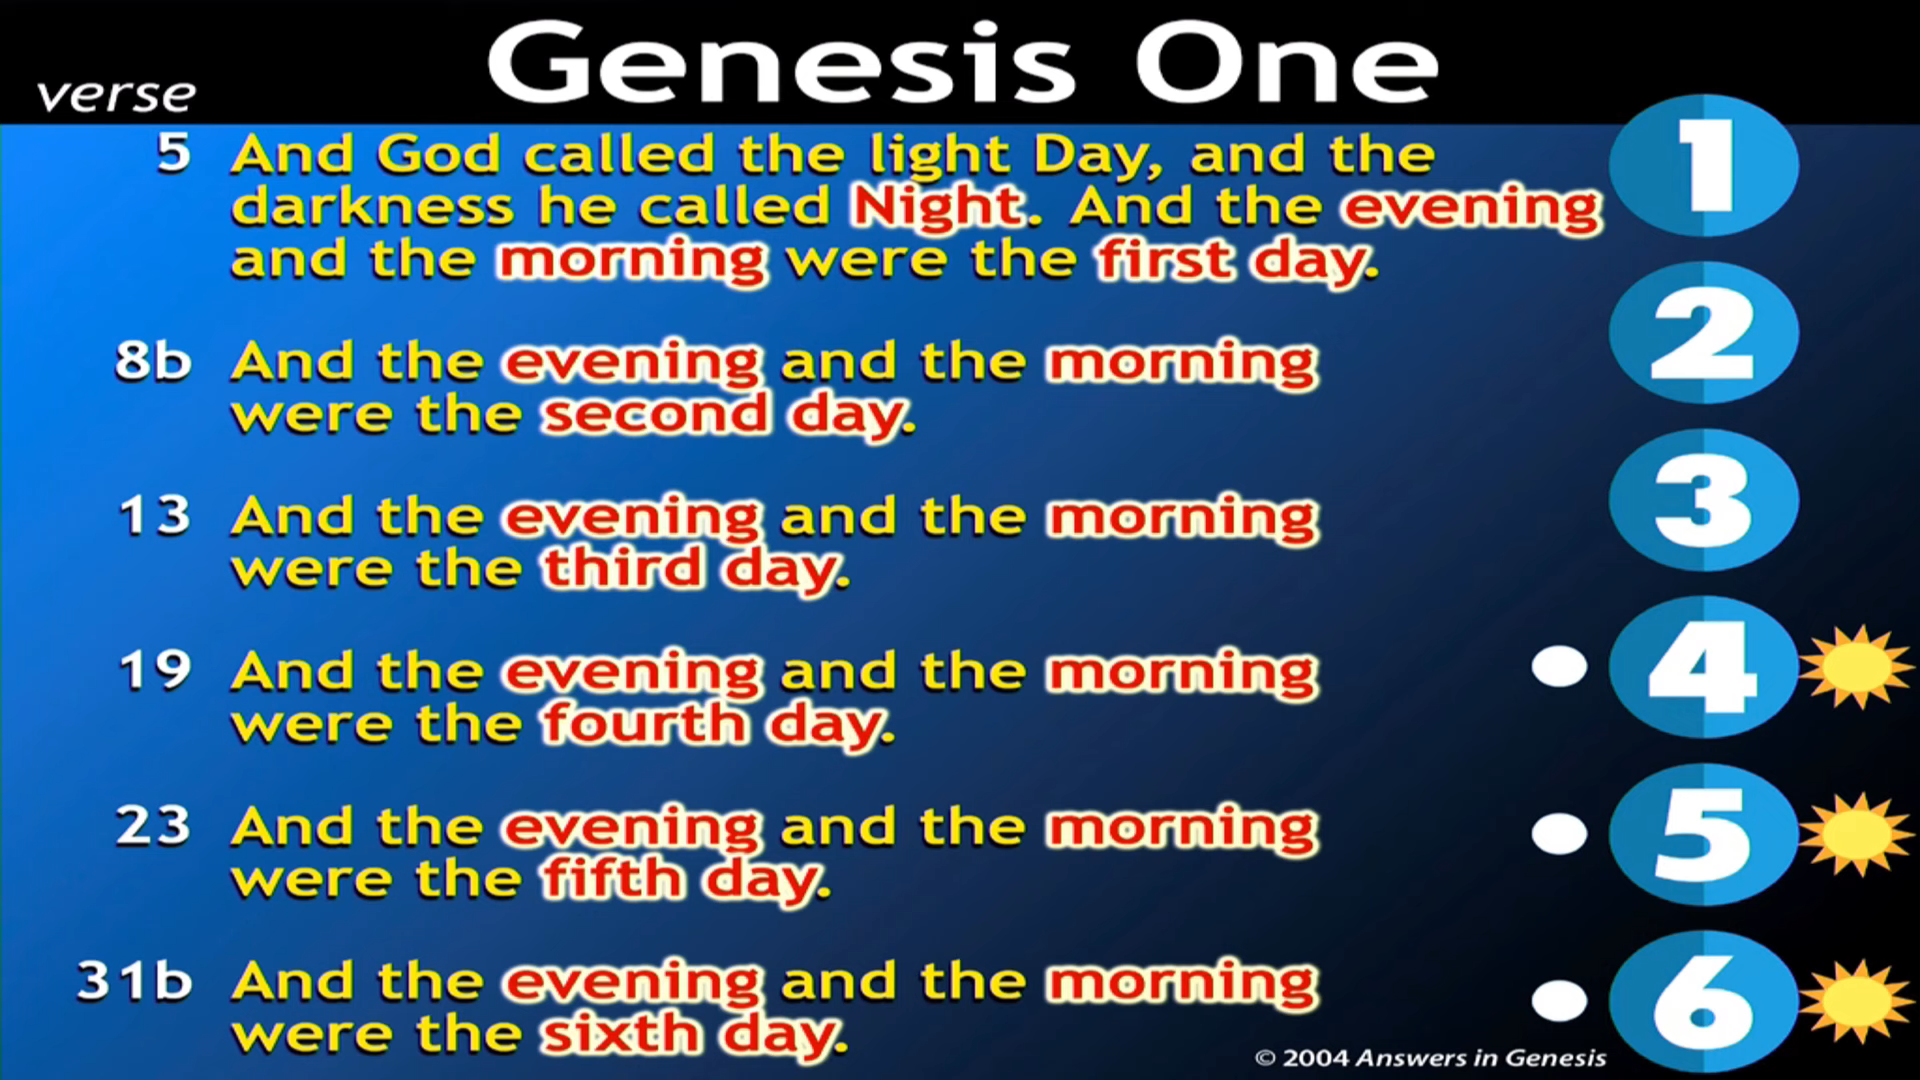 Genesis One
verse
5 And God called the light Day, and the
darkness he called Night. And the evening
and the morning were the first day.
1
2
8b And the evening and the morning
were the second day.
3
13 And the evening and the morning
were the third day.
4
19 And the evening and the morning
were the fourth day.
5
23 And the evening and the morning
were the fifth day.
6
31b And the evening and the morning
were the sixth day.
© 2004 Answers in Genesis